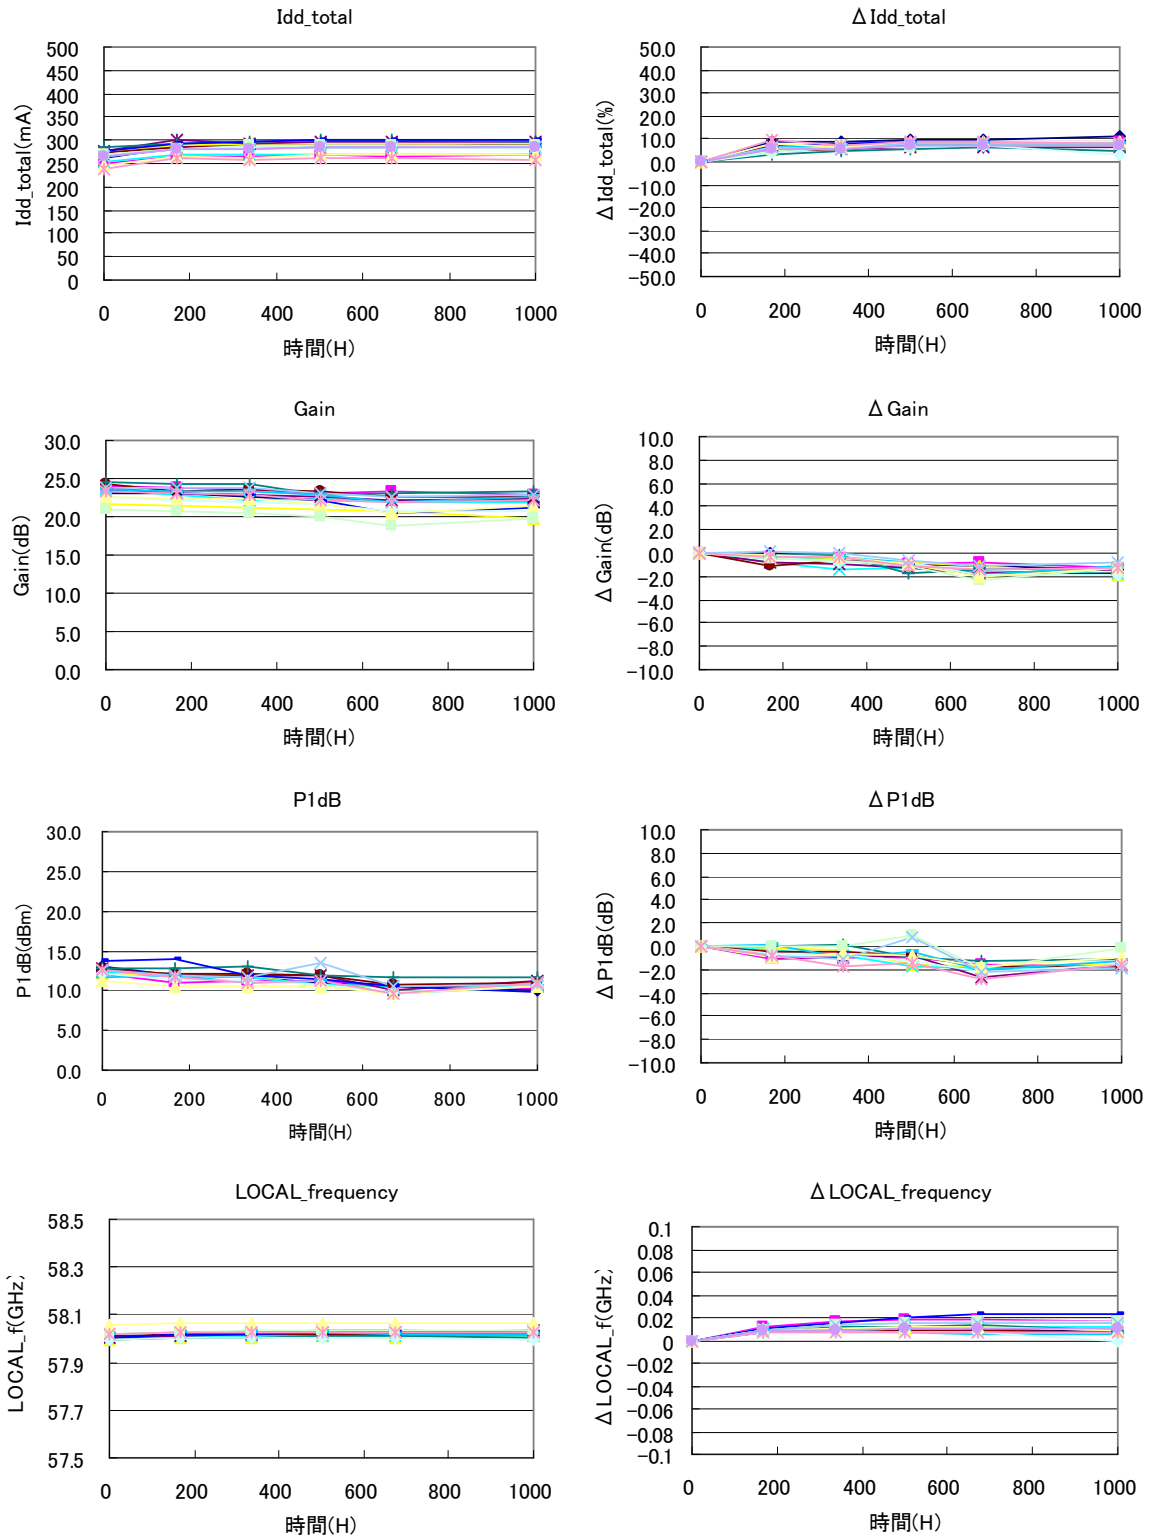 Idd_total
500
450
400
350
300
250
200
150
100
50
0
Idd_total(mA)
0 200 400 600 800 1000
時間(H)
Δ Idd_total
50.0
40.0
30.0
20.0
10.0
0.0
−10.0
−20.0
−30.0
−40.0
−50.0
Δ Idd_total(%)
0 200 400 600 800 1000
時間(H)
Gain
30.0
25.0
20.0
15.0
10.0
5.0
0.0
Gain(dB)
0 200 400 600 800 1000
時間(H)
Δ Gain
10.0
8.0
6.0
4.0
2.0
0.0
−2.0
−4.0
−6.0
−8.0
−10.0
Δ Gain(dB)
0 200 400 600 800 1000
時間(H)
P1dB
30.0
25.0
20.0
15.0
10.0
5.0
0.0
P1dB(dBm)
0 200 400 600 800 1000
時間(H)
Δ P1dB
10.0
8.0
6.0
4.0
2.0
0.0
−2.0
−4.0
−6.0
−8.0
−10.0
Δ P1dB(dB)
0 200 400 600 800 1000
時間(H)
LOCAL_frequency
58.5
58.3
58.1
57.9
57.7
57.5
LOCAL_f(GHz)
0 200 400 600 800 1000
時間(H)
Δ LOCAL_frequency
0.1
0.08
0.06
0.04
0.02
0
−0.02
−0.04
−0.06
−0.08
−0.1
Δ LOCAL_f(GHz)
0 200 400 600 800 1000
時間(H)